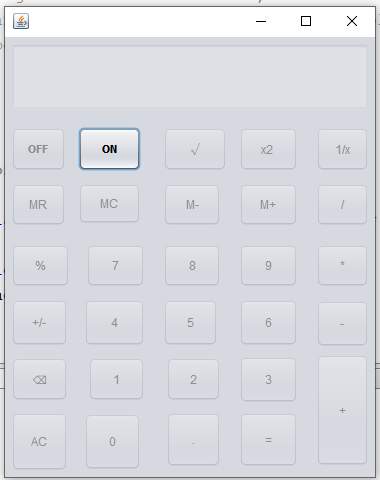 OFF ON √ x2 1/x
MR MC M- M+ /
% 7 8 9 *
+/- 4 5 6 -
⌫ 1 2 3 +
AC 0 . =